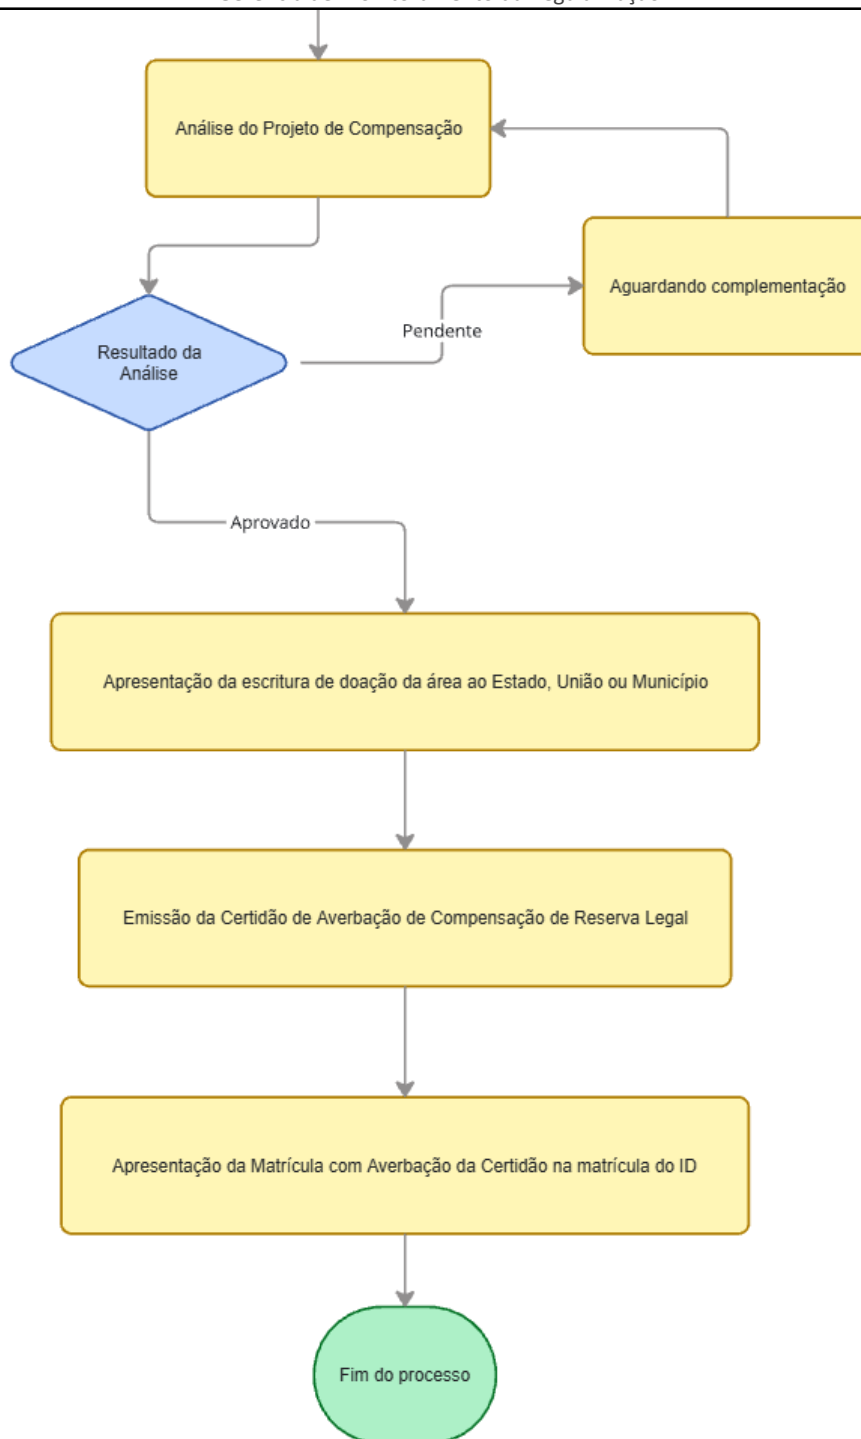 Análise do Projeto de Compensação
Aguardando complementação
Pendente
Resultado da
Análise
Aprovado
Apresentação da escritura de doação da área ao Estado, União ou Município
Emissão da Certidão de Averbação de Compensação de Reserva Legal
Apresentação da Matrícula com Averbação da Certidão na matrícula do ID
Fim do processo